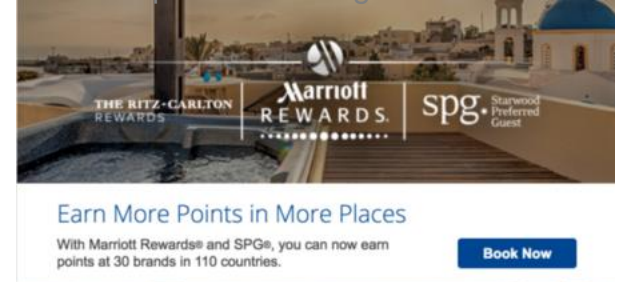 THE RITZ-CARLTON
REWARDS
Marriott
REWARDS.
spg. Starwood
Preferred
Guest
Earn More Points in More Places
With Marriott Rewards® and SPG®, you can now earn
points at 30 brands in 110 countries.
Book Now